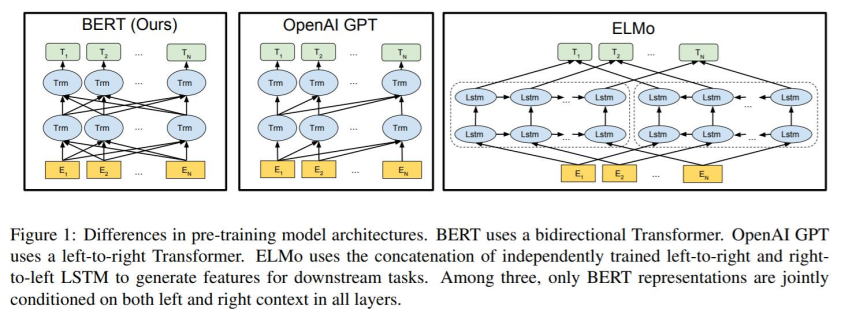 BERT (Ours)
T1 T2 ... TN
Trm Trm ... Trm
Trm Trm ... Trm
E1 E2 ... EN
OpenAI GPT
T1 T2 ... TN
Trm Trm ... Trm
Trm Trm ... Trm
E1 E2 ... EN
ELMo
T1 T2 ... TN
Lstm Lstm ... Lstm Lstm Lstm ... Lstm
Lstm Lstm ... Lstm Lstm Lstm ... Lstm
E1 E2 ... EN
Figure 1: Differences in pre-training model architectures. BERT uses a bidirectional Transformer. OpenAI GPT
uses a left-to-right Transformer. ELMo uses the concatenation of independently trained left-to-right and right-
to-left LSTM to generate features for downstream tasks. Among three, only BERT representations are jointly
conditioned on both left and right context in all layers.